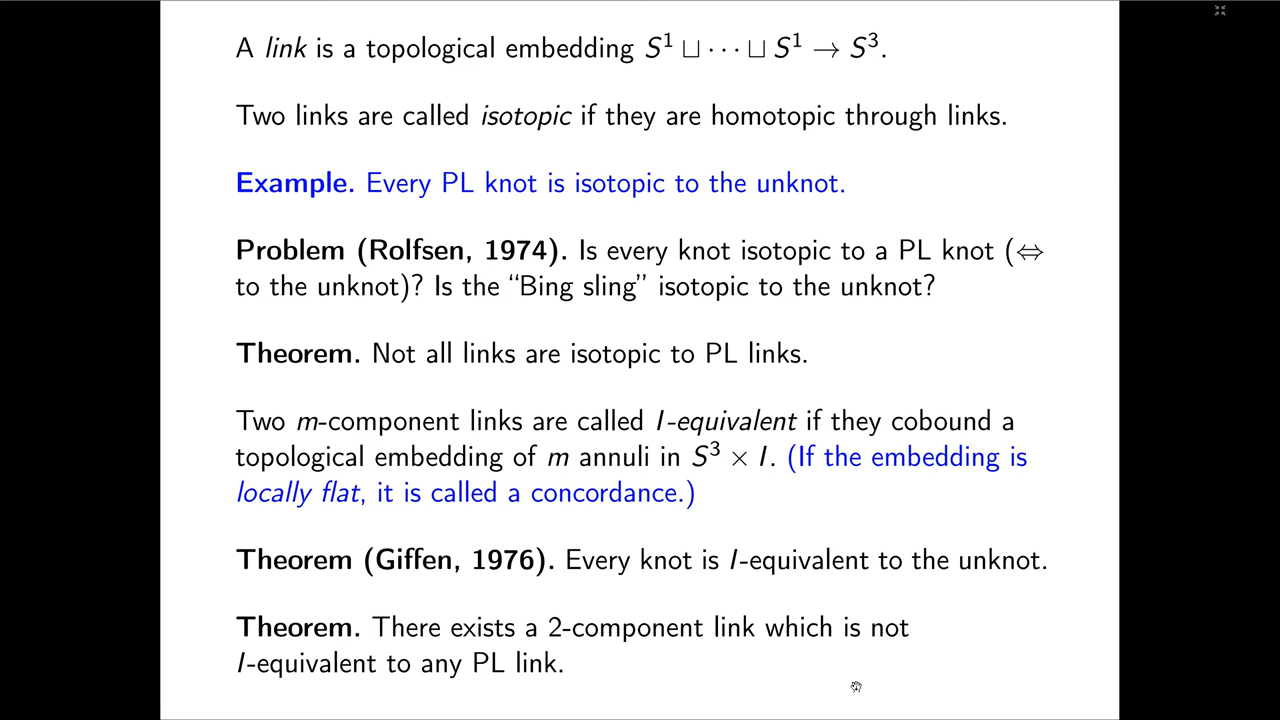 A link is a topological embedding S¹ ⊔ ⋯ ⊔ S¹ → S³.
Two links are called isotopic if they are homotopic through links.
Example. Every PL knot is isotopic to the unknot.
Problem (Rolfsen, 1974). Is every knot isotopic to a PL knot (⇔
to the unknot)? Is the “Bing sling” isotopic to the unknot?
Theorem. Not all links are isotopic to PL links.
Two m-component links are called I-equivalent if they cobound a
topological embedding of m annuli in S³ × I. (If the embedding is
locally flat, it is called a concordance.)
Theorem (Giffen, 1976). Every knot is I-equivalent to the unknot.
Theorem. There exists a 2-component link which is not
I-equivalent to any PL link.